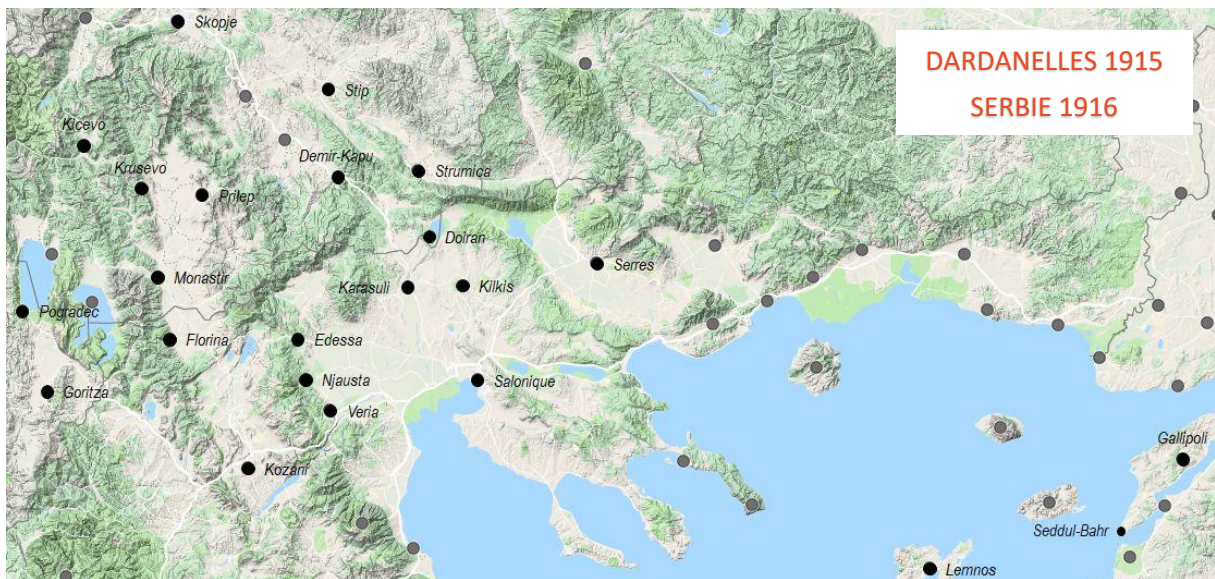 Skopje
DARDANELLES 1915
SERBIE 1916
Stip
Kicevo
Demir-Kapu
Krusevo
Strumica
Prilep
Doiran
Serres
Monastir
Karasuli
Kilkis
Pogradec
Florina
Edessa
Njausta
Salonique
Goritza
Veria
Gallipoli
Kozani
Seddul-Bahr
Lemnos